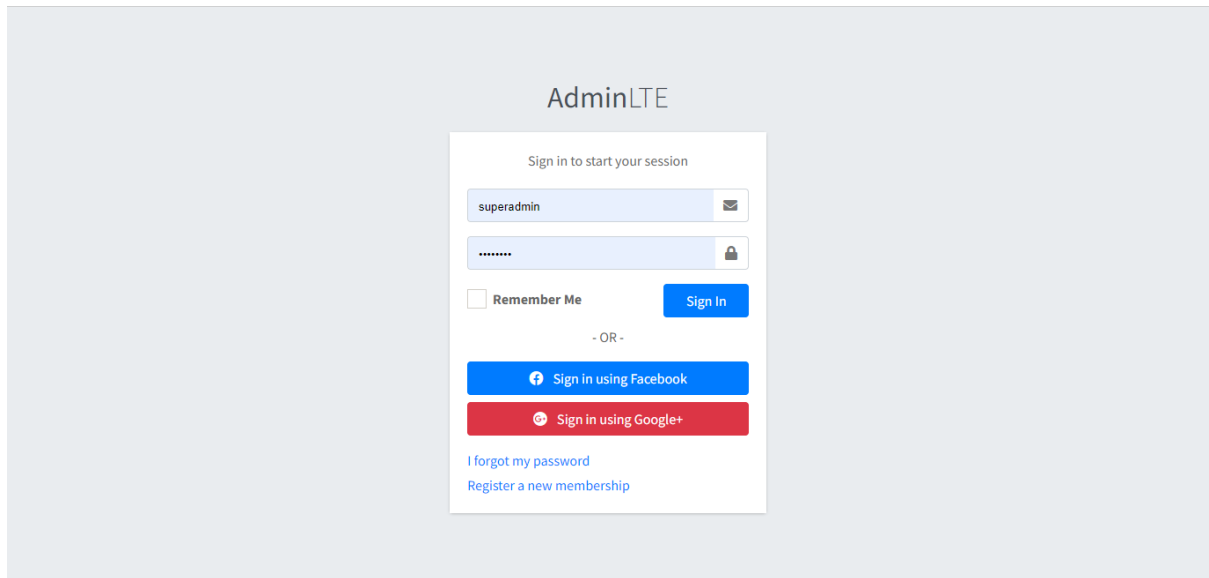 AdminLTE
Sign in to start your session
superadmin
••••••••
Remember Me
Sign In
- OR -
Sign in using Facebook
Sign in using Google+
I forgot my password
Register a new membership